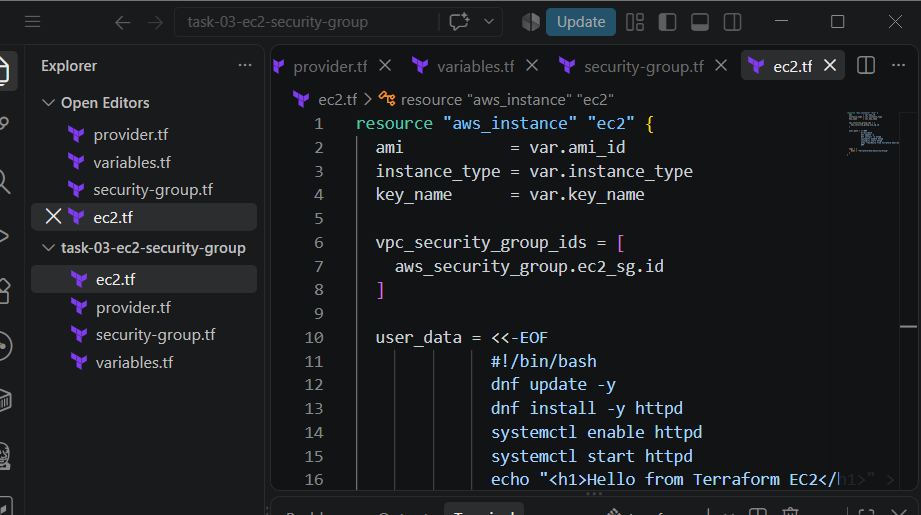 task-03-ec2-security-group
Update
Explorer
Open Editors
provider.tf
variables.tf
security-group.tf
ec2.tf
task-03-ec2-security-group
ec2.tf
provider.tf
security-group.tf
variables.tf
provider.tf
variables.tf
security-group.tf
ec2.tf
ec2.tf
resource "aws_instance" "ec2"
1 resource "aws_instance" "ec2" {
2 ami = var.ami_id
3 instance_type = var.instance_type
4 key_name = var.key_name
5
6 vpc_security_group_ids = [
7 aws_security_group.ec2_sg.id
8 ]
9
10 user_data = <<-EOF
11 #!/bin/bash
12 dnf update -y
13 dnf install -y httpd
14 systemctl enable httpd
15 systemctl start httpd
16 echo "<h1>Hello from Terraform EC2</h1>" >